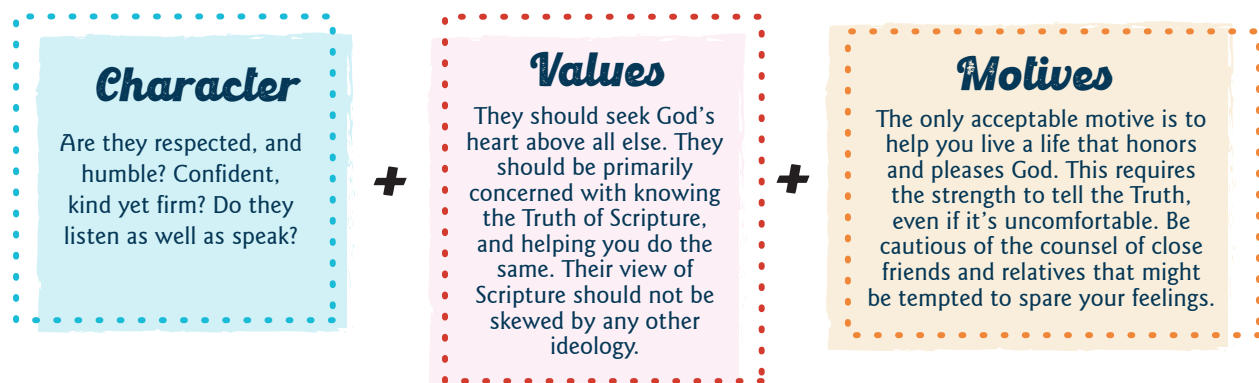 Character
Are they respected, and
humble? Confident,
kind yet firm? Do they
listen as well as speak?
+
Values
They should seek God's
heart above all else. They
should be primarily
concerned with knowing
the Truth of Scripture,
and helping you do the
same. Their view of
Scripture should not be
skewed by any other
ideology.
+
Motives
The only acceptable motive is to
help you live a life that honors
and pleases God. This requires
the strength to tell the Truth,
even if it's uncomfortable. Be
cautious of the counsel of close
friends and relatives that might
be tempted to spare your feelings.